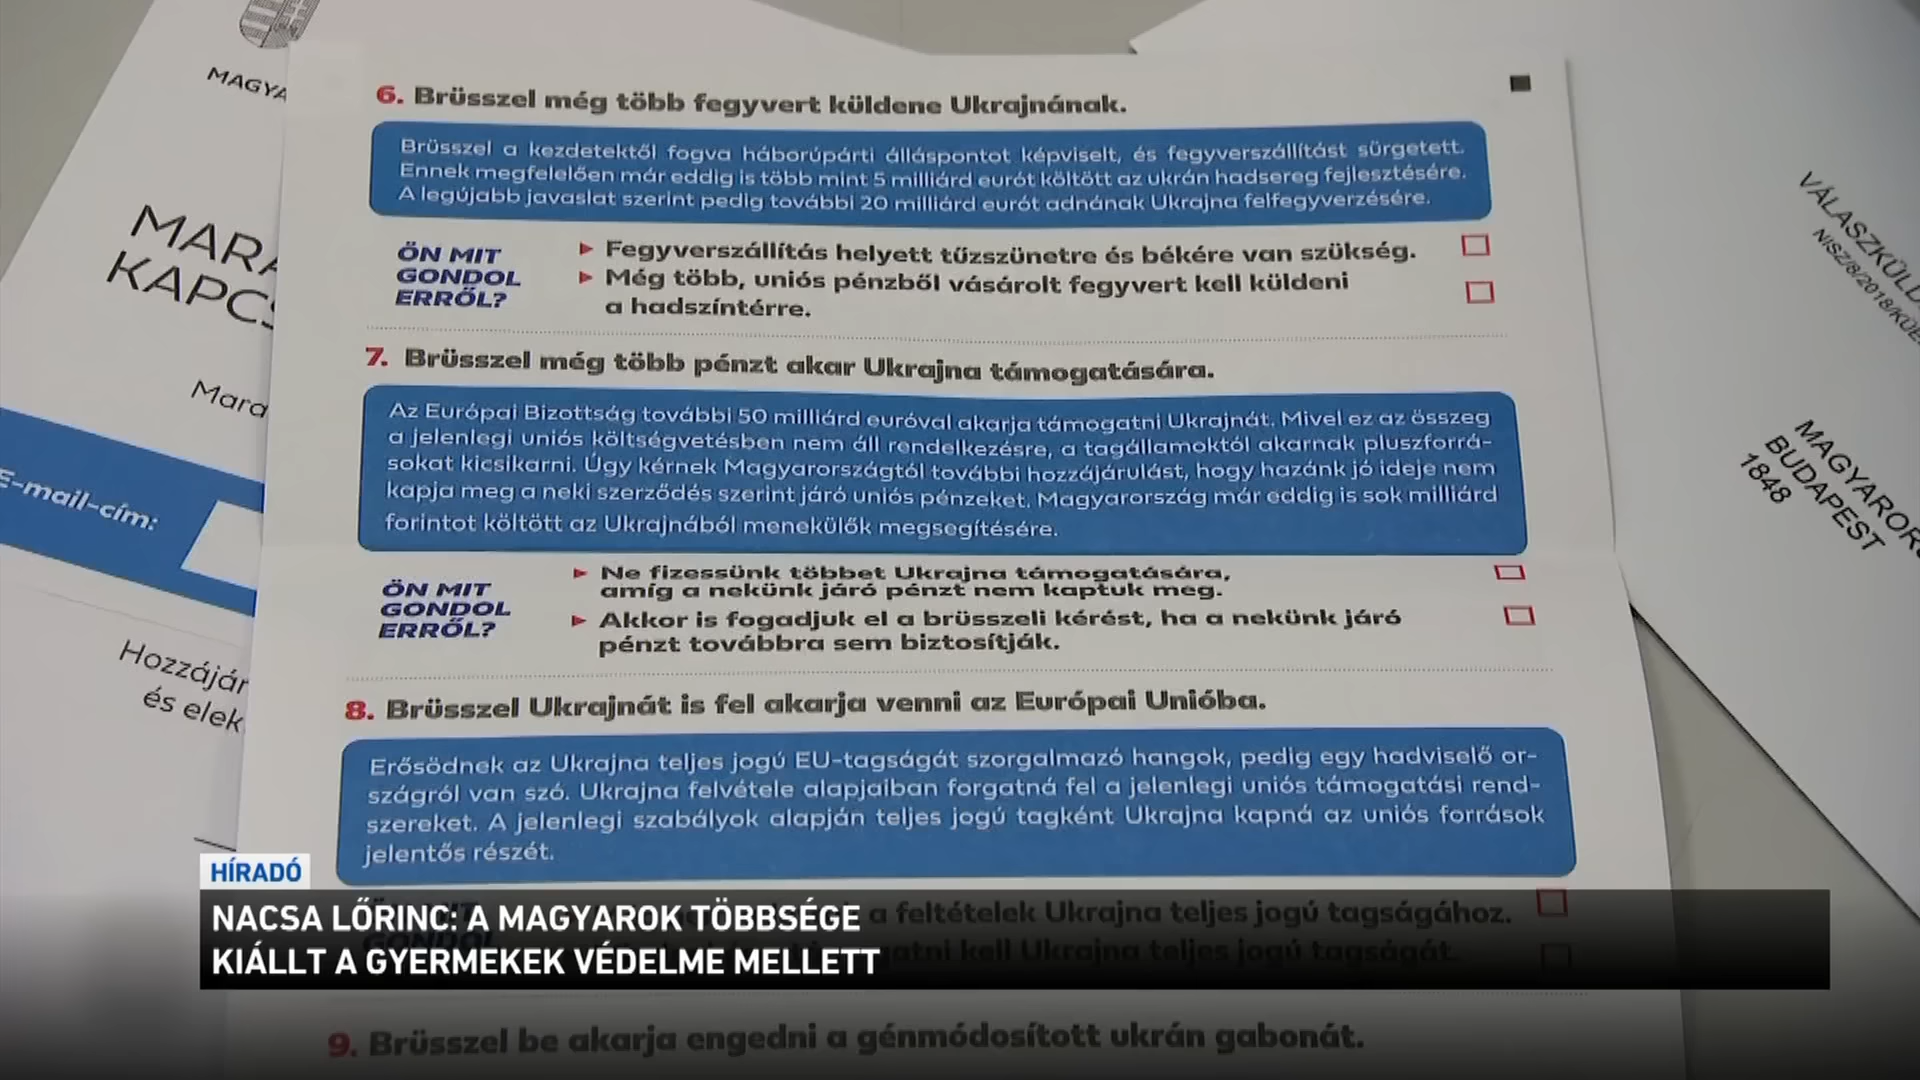 MAGYA
MARA
KAPCS
Mara
E-mail-cím:
Hozzájár
és elek
6. Brüsszel még több fegyvert küldene Ukrajnának.
Brüsszel a kezdetektől fogva háborúpárti álláspontot képviselt, és fegyverszállítást sürgetett.
Ennek megfelelően már eddig is több mint 5 milliárd eurót költött az ukrán hadsereg fejlesztésére.
A legújabb javaslat szerint pedig további 20 milliárd eurót adnának Ukrajna felfegyverzésére.
ÖN MIT
GONDOL
ERRŐL?
► Fegyverszállítás helyett tűzszünetre és békére van szükség.
► Még több, uniós pénzből vásárolt fegyvert kell küldeni
a hadszíntérre.
7. Brüsszel még több pénzt akar Ukrajna támogatására.
Az Európai Bizottság további 50 milliárd euróval akarja támogatni Ukrajnát. Mivel ez az összeg
a jelenlegi uniós költségvetésben nem áll rendelkezésre, a tagállamoktól akarnak pluszforrá-
sokat kicsikarni. Úgy kérnek Magyarországtól további hozzájárulást, hogy hazánk jó ideje nem
kapja meg a neki szerződés szerint járó uniós pénzeket. Magyarország már eddig is sok milliárd
forintot költött az Ukrajnából menekülők megsegítésére.
ÖN MIT
GONDOL
ERRŐL?
► Ne fizessünk többet Ukrajna támogatására,
amíg a nekünk járó pénzt nem kaptuk meg.
► Akkor is fogadjuk el a brüsszeli kérést, ha a nekünk járó
pénzt továbbra sem biztosítják.
8. Brüsszel Ukrajnát is fel akarja venni az Európai Unióba.
Erősödnek az Ukrajna teljes jogú EU-tagságát szorgalmazó hangok, pedig egy hadviselő or-
szágról van szó. Ukrajna felvétele alapjaiban forgatná fel a jelenlegi uniós támogatási rend-
szereket. A jelenlegi szabályok alapján teljes jogú tagként Ukrajna kapná az uniós források
jelentős részét.
a feltételek Ukrajna teljes jogú tagságához.
gatni kell Ukrajna teljes jogú tagságát.
9. Brüsszel be akarja engedni a génmódosított ukrán gabonát.
VÁLASZKÜLD
NISZ/8/2018/KÜL
MAGYARORS
BUDAPEST
1848
HÍRADÓ
NACSA LŐRINC: A MAGYAROK TÖBBSÉGE
KIÁLLT A GYERMEKEK VÉDELME MELLETT